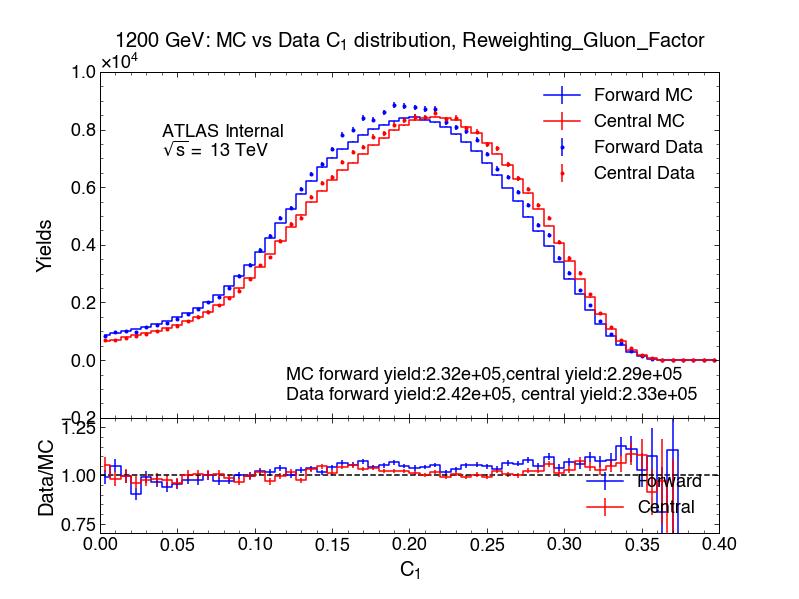 1200 GeV: MC vs Data C₁ distribution, Reweighting_Gluon_Factor
×10⁴
1.0
0.8
0.6
0.4
0.2
0.0
−0.2
Yields
ATLAS Internal
√s = 13 TeV
Forward MC
Central MC
Forward Data
Central Data
MC forward yield:2.32e+05,central yield:2.29e+05
Data forward yield:2.42e+05, central yield:2.33e+05
1.25
1.00
0.75
Data/MC
Forward
Central
0.00 0.05 0.10 0.15 0.20 0.25 0.30 0.35 0.40
C₁